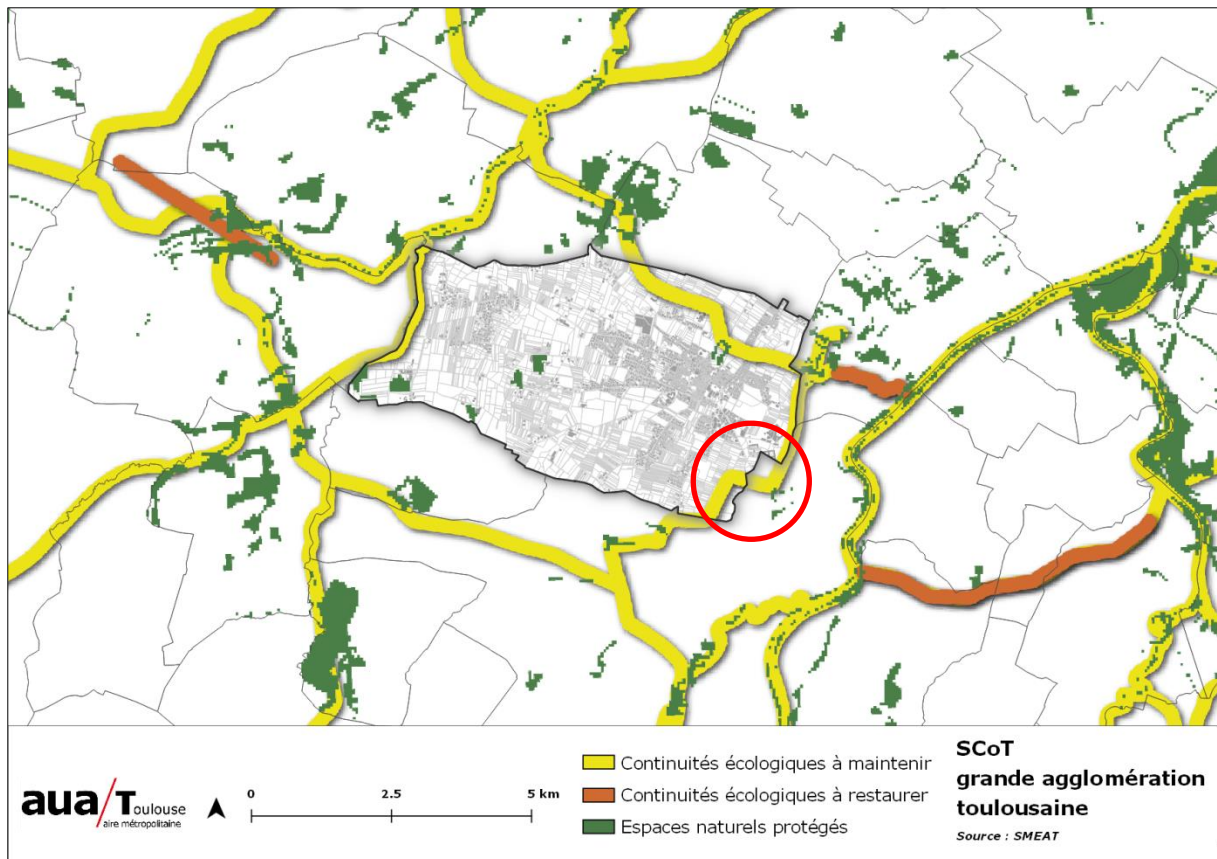 aua/Toulouse
aire métropolitaine
0 2.5 5 km
Continuités écologiques à maintenir
Continuités écologiques à restaurer
Espaces naturels protégés
SCoT
grande agglomération
toulousaine
Source : SMEAT